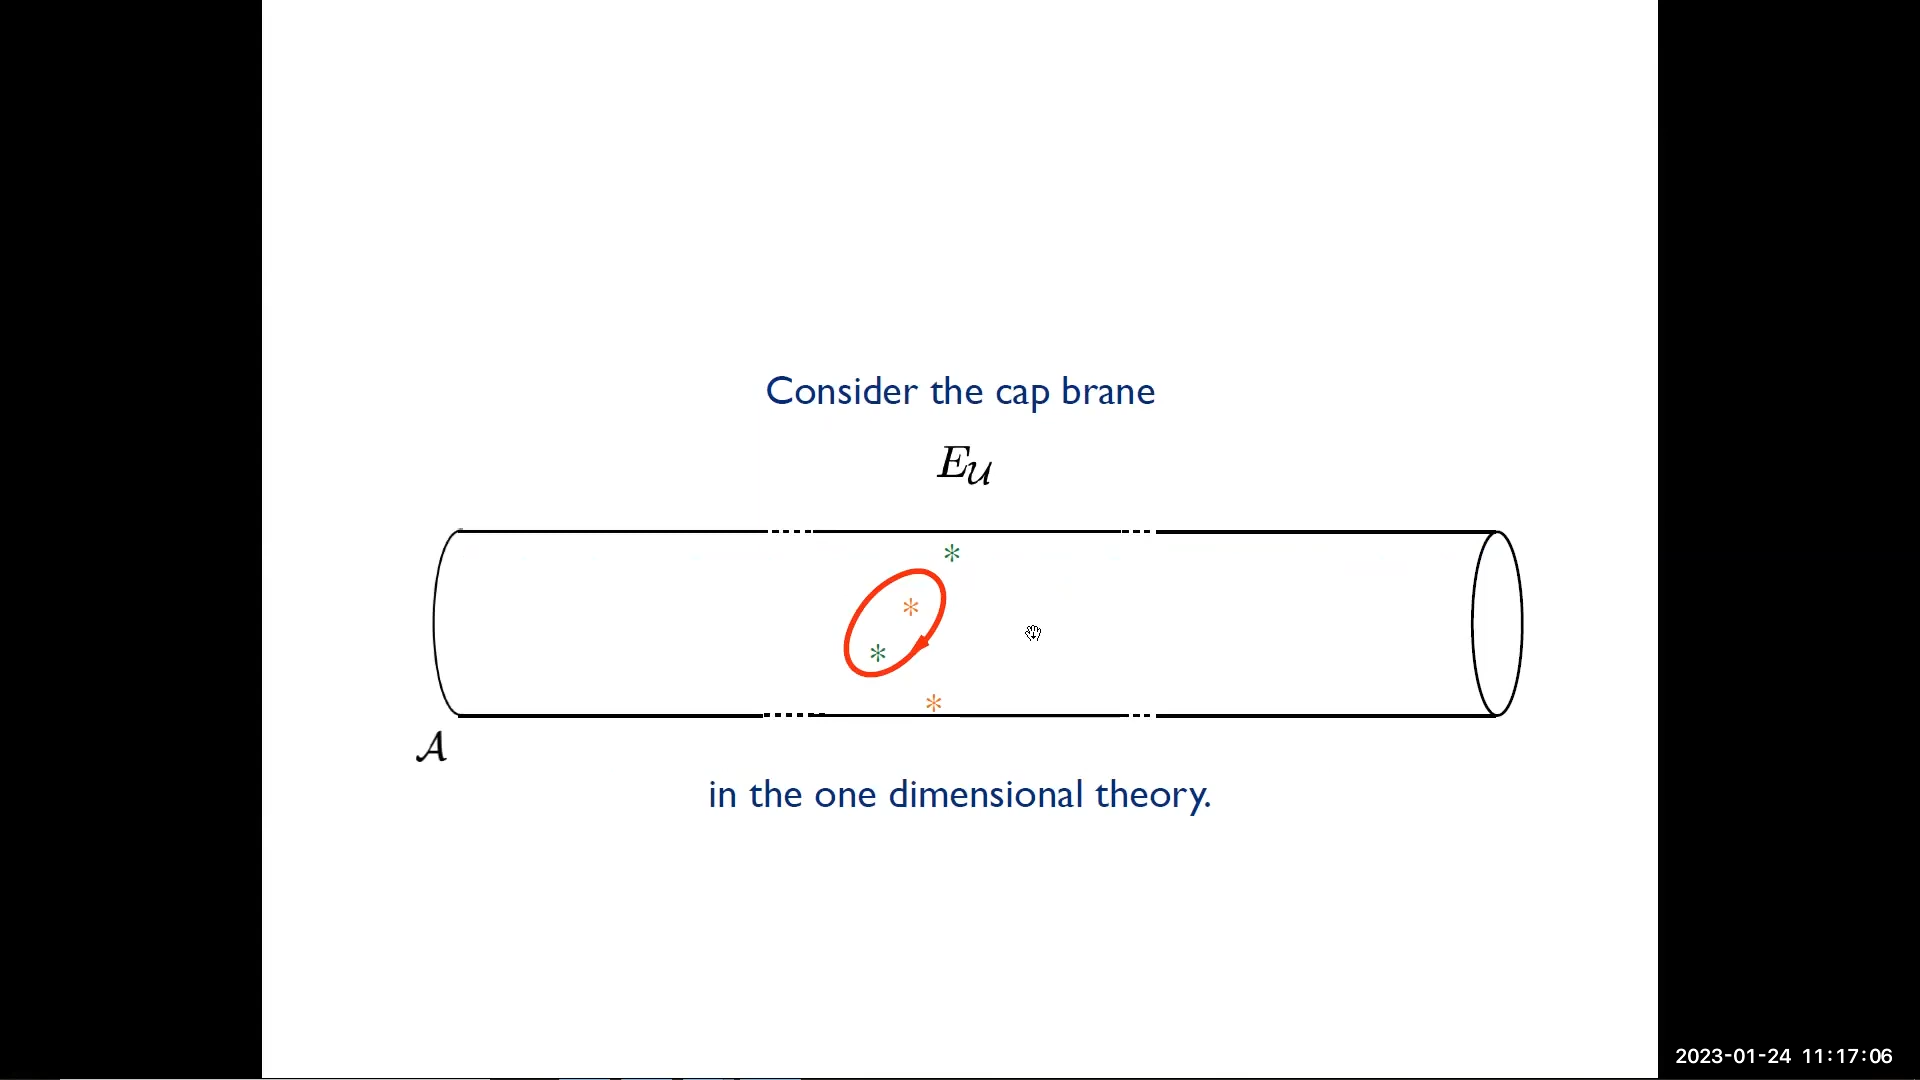 Consider the cap brane
E𝒰
* 
*
*
*
𝒜
in the one dimensional theory.
2023-01-24 11:17:06